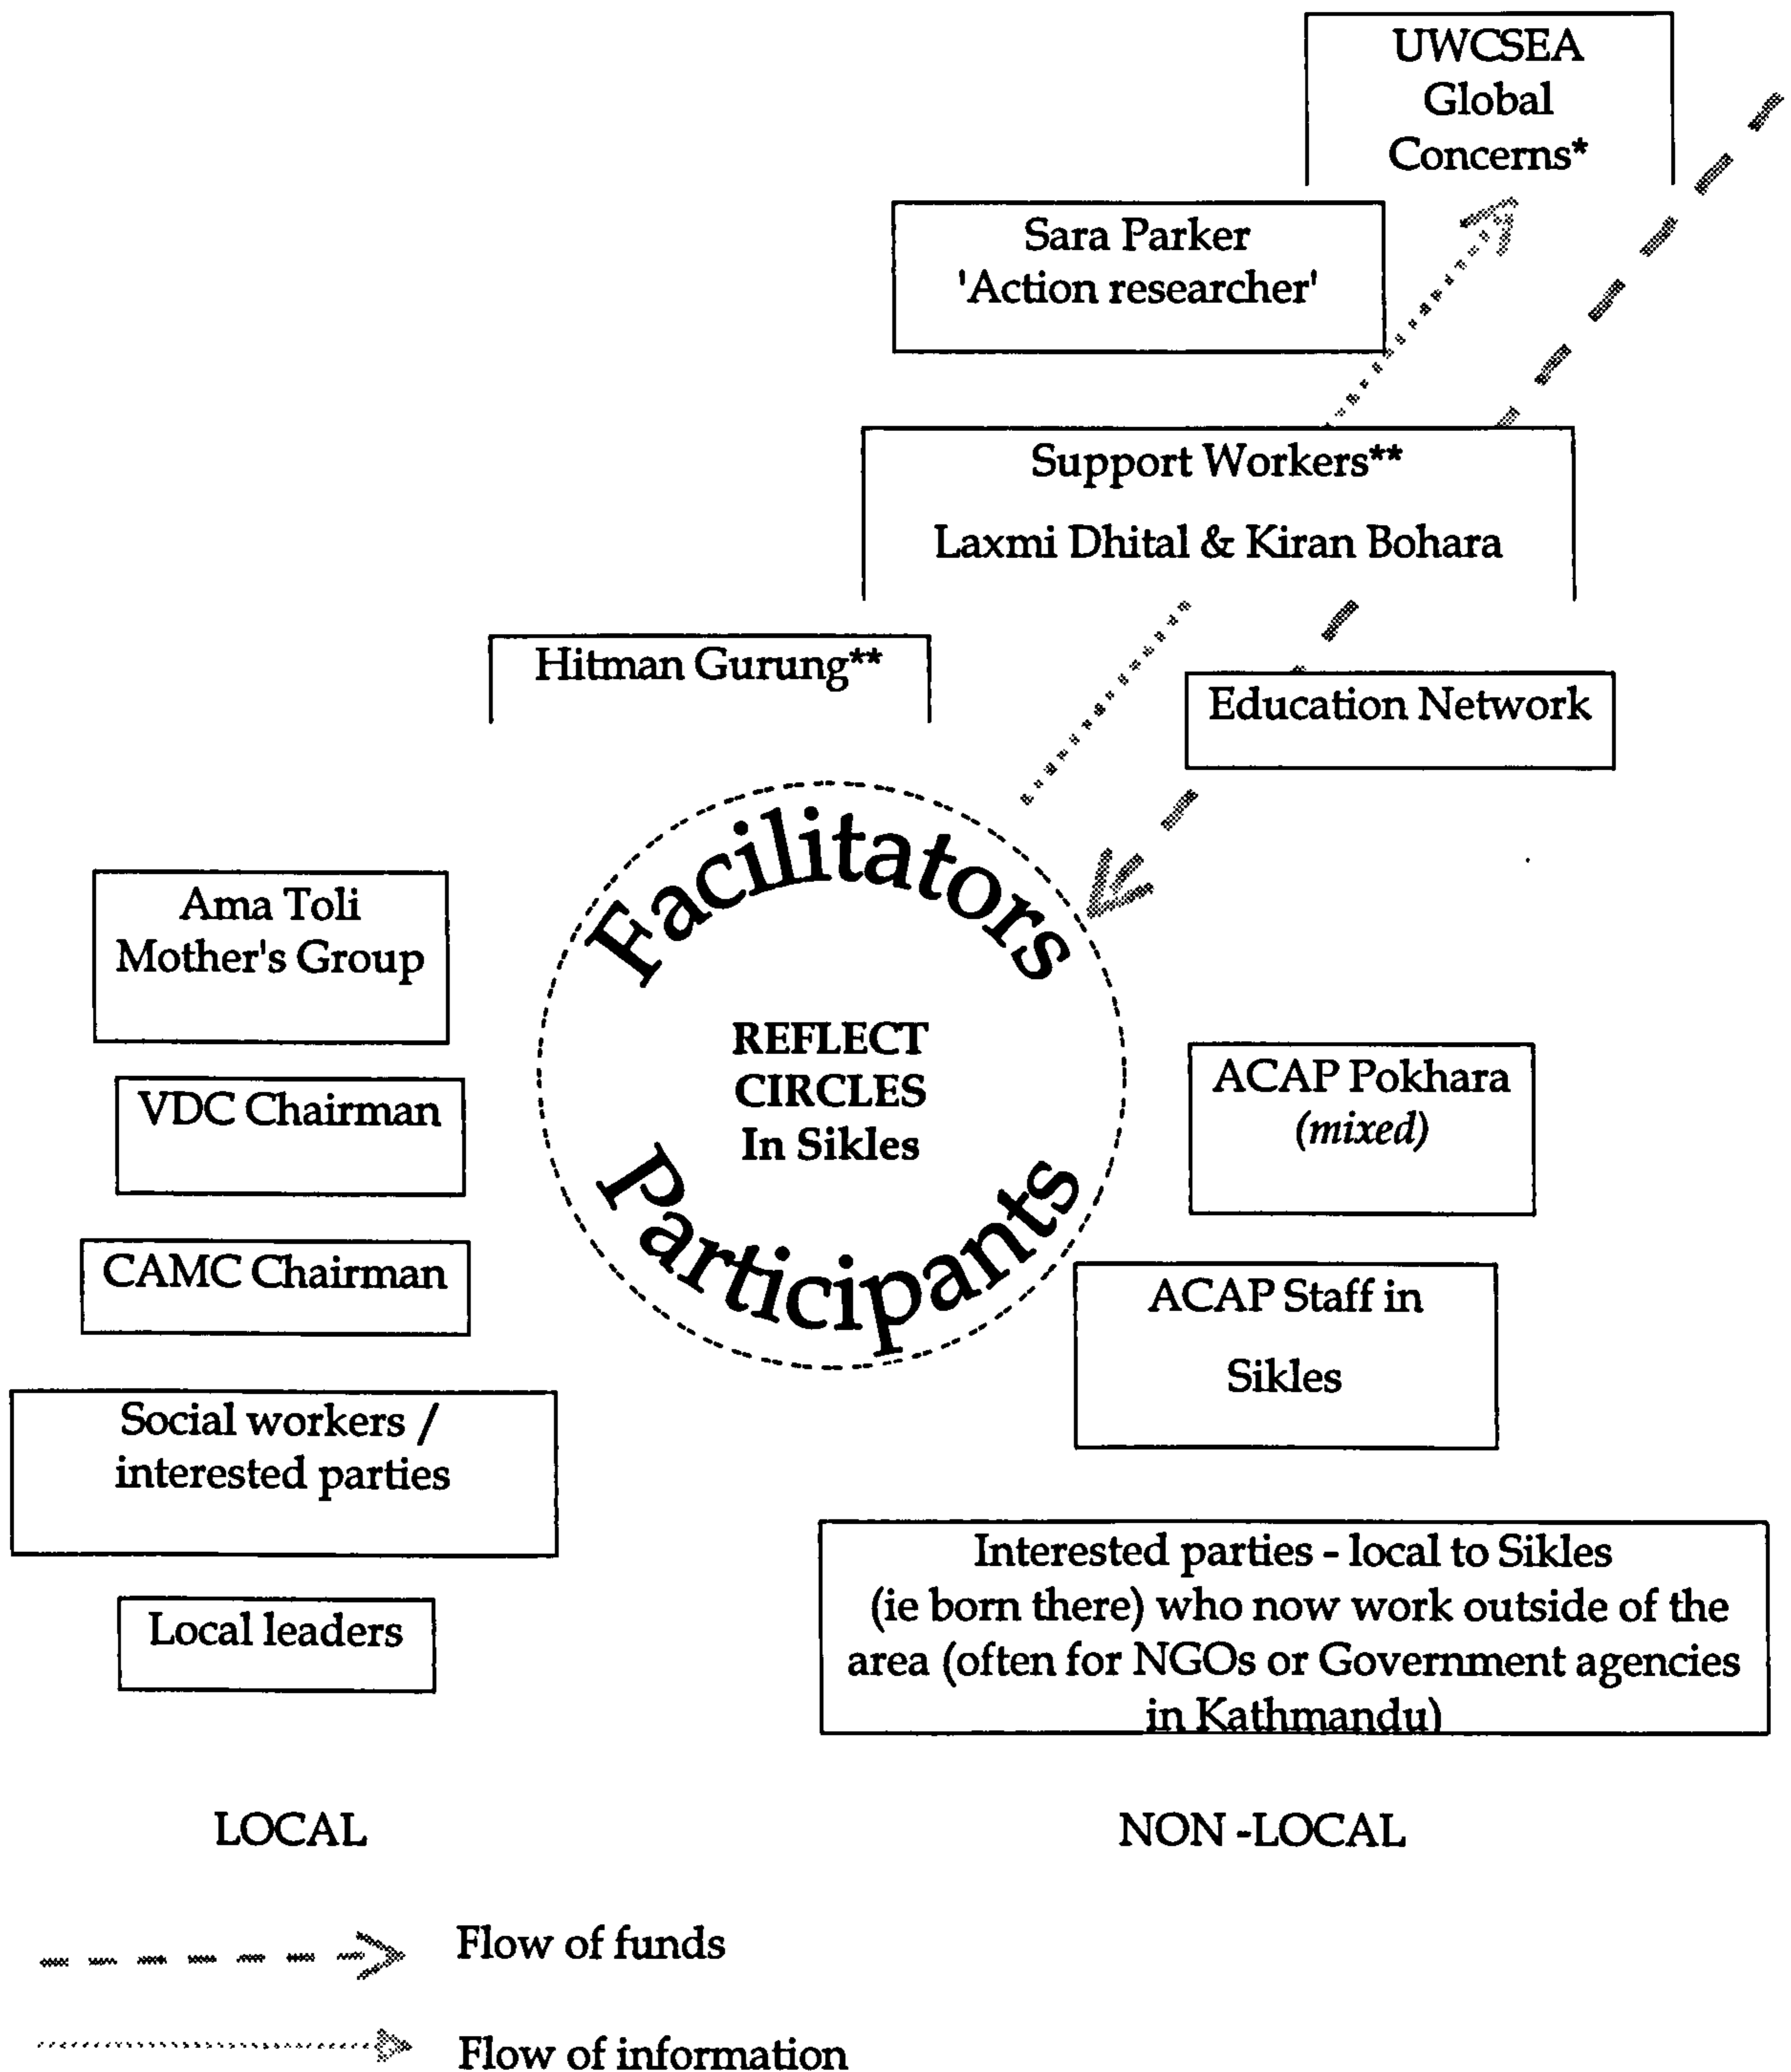 UWCSEA
Global
Concerns*
Sara Parker
'Action researcher'
Support Workers**
Laxmi Dhital & Kiran Bohara
Hitman Gurung**
Education Network
Facilitators
REFLECT
CIRCLES
In Sikles
Participants
Ama Toli
Mother's Group
VDC Chairman
CAMC Chairman
Social workers /
interested parties
Local leaders
ACAP Pokhara
(mixed)
ACAP Staff in
Sikles
Interested parties - local to Sikles
(ie born there) who now work outside of the
area (often for NGOs or Government agencies
in Kathmandu)
LOCAL
NON -LOCAL
Flow of funds
Flow of information